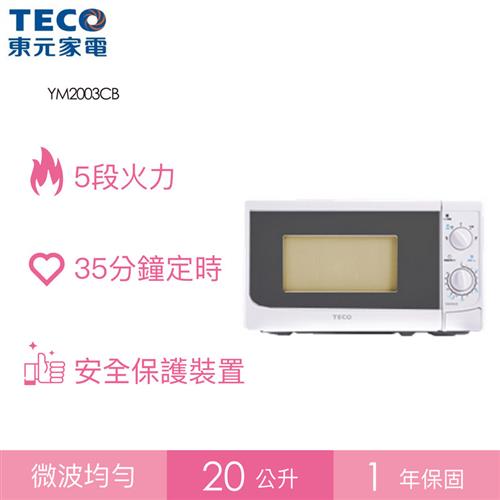 TECO
東元家電
YM2003CB
5段火力
35分鐘定時
安全保護裝置
TECO
微波均勻
20 公升
1 年保固